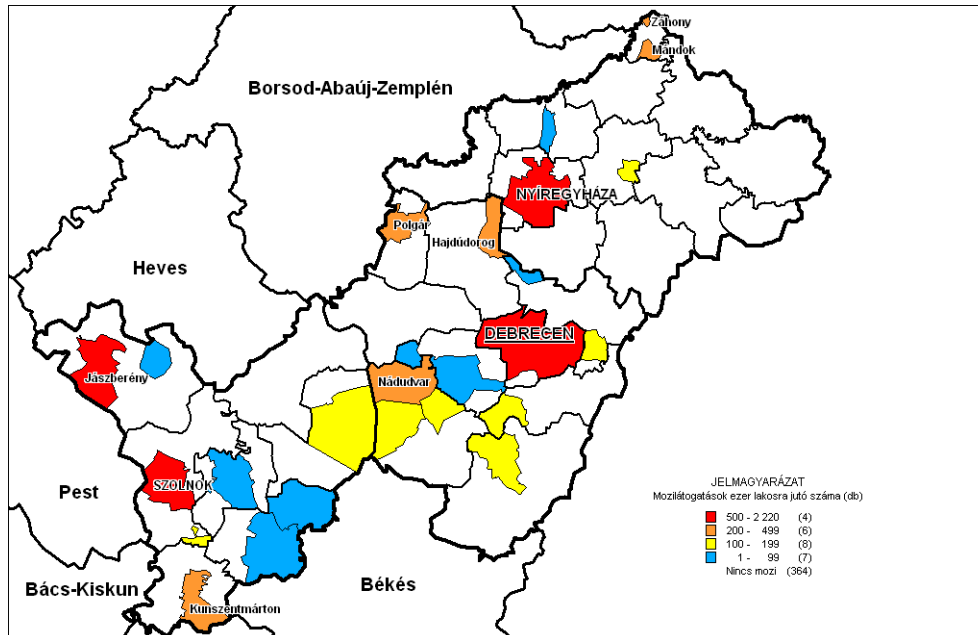 Záhony
Mándok
Borsod-Abaúj-Zemplén
NYÍREGYHÁZA
Polgár
Hajdúdorog
Heves
DEBRECEN
Jászberény
Nádudvar
SZOLNOK
Pest
JELMAGYARÁZAT
Mozilátogatások ezer lakosra jutó száma (db)
500 - 2 220 (4)
200 - 499 (6)
100 - 199 (8)
1 - 99 (7)
Nincs mozi (364)
Bács-Kiskun
Békés
Kunszentmárton